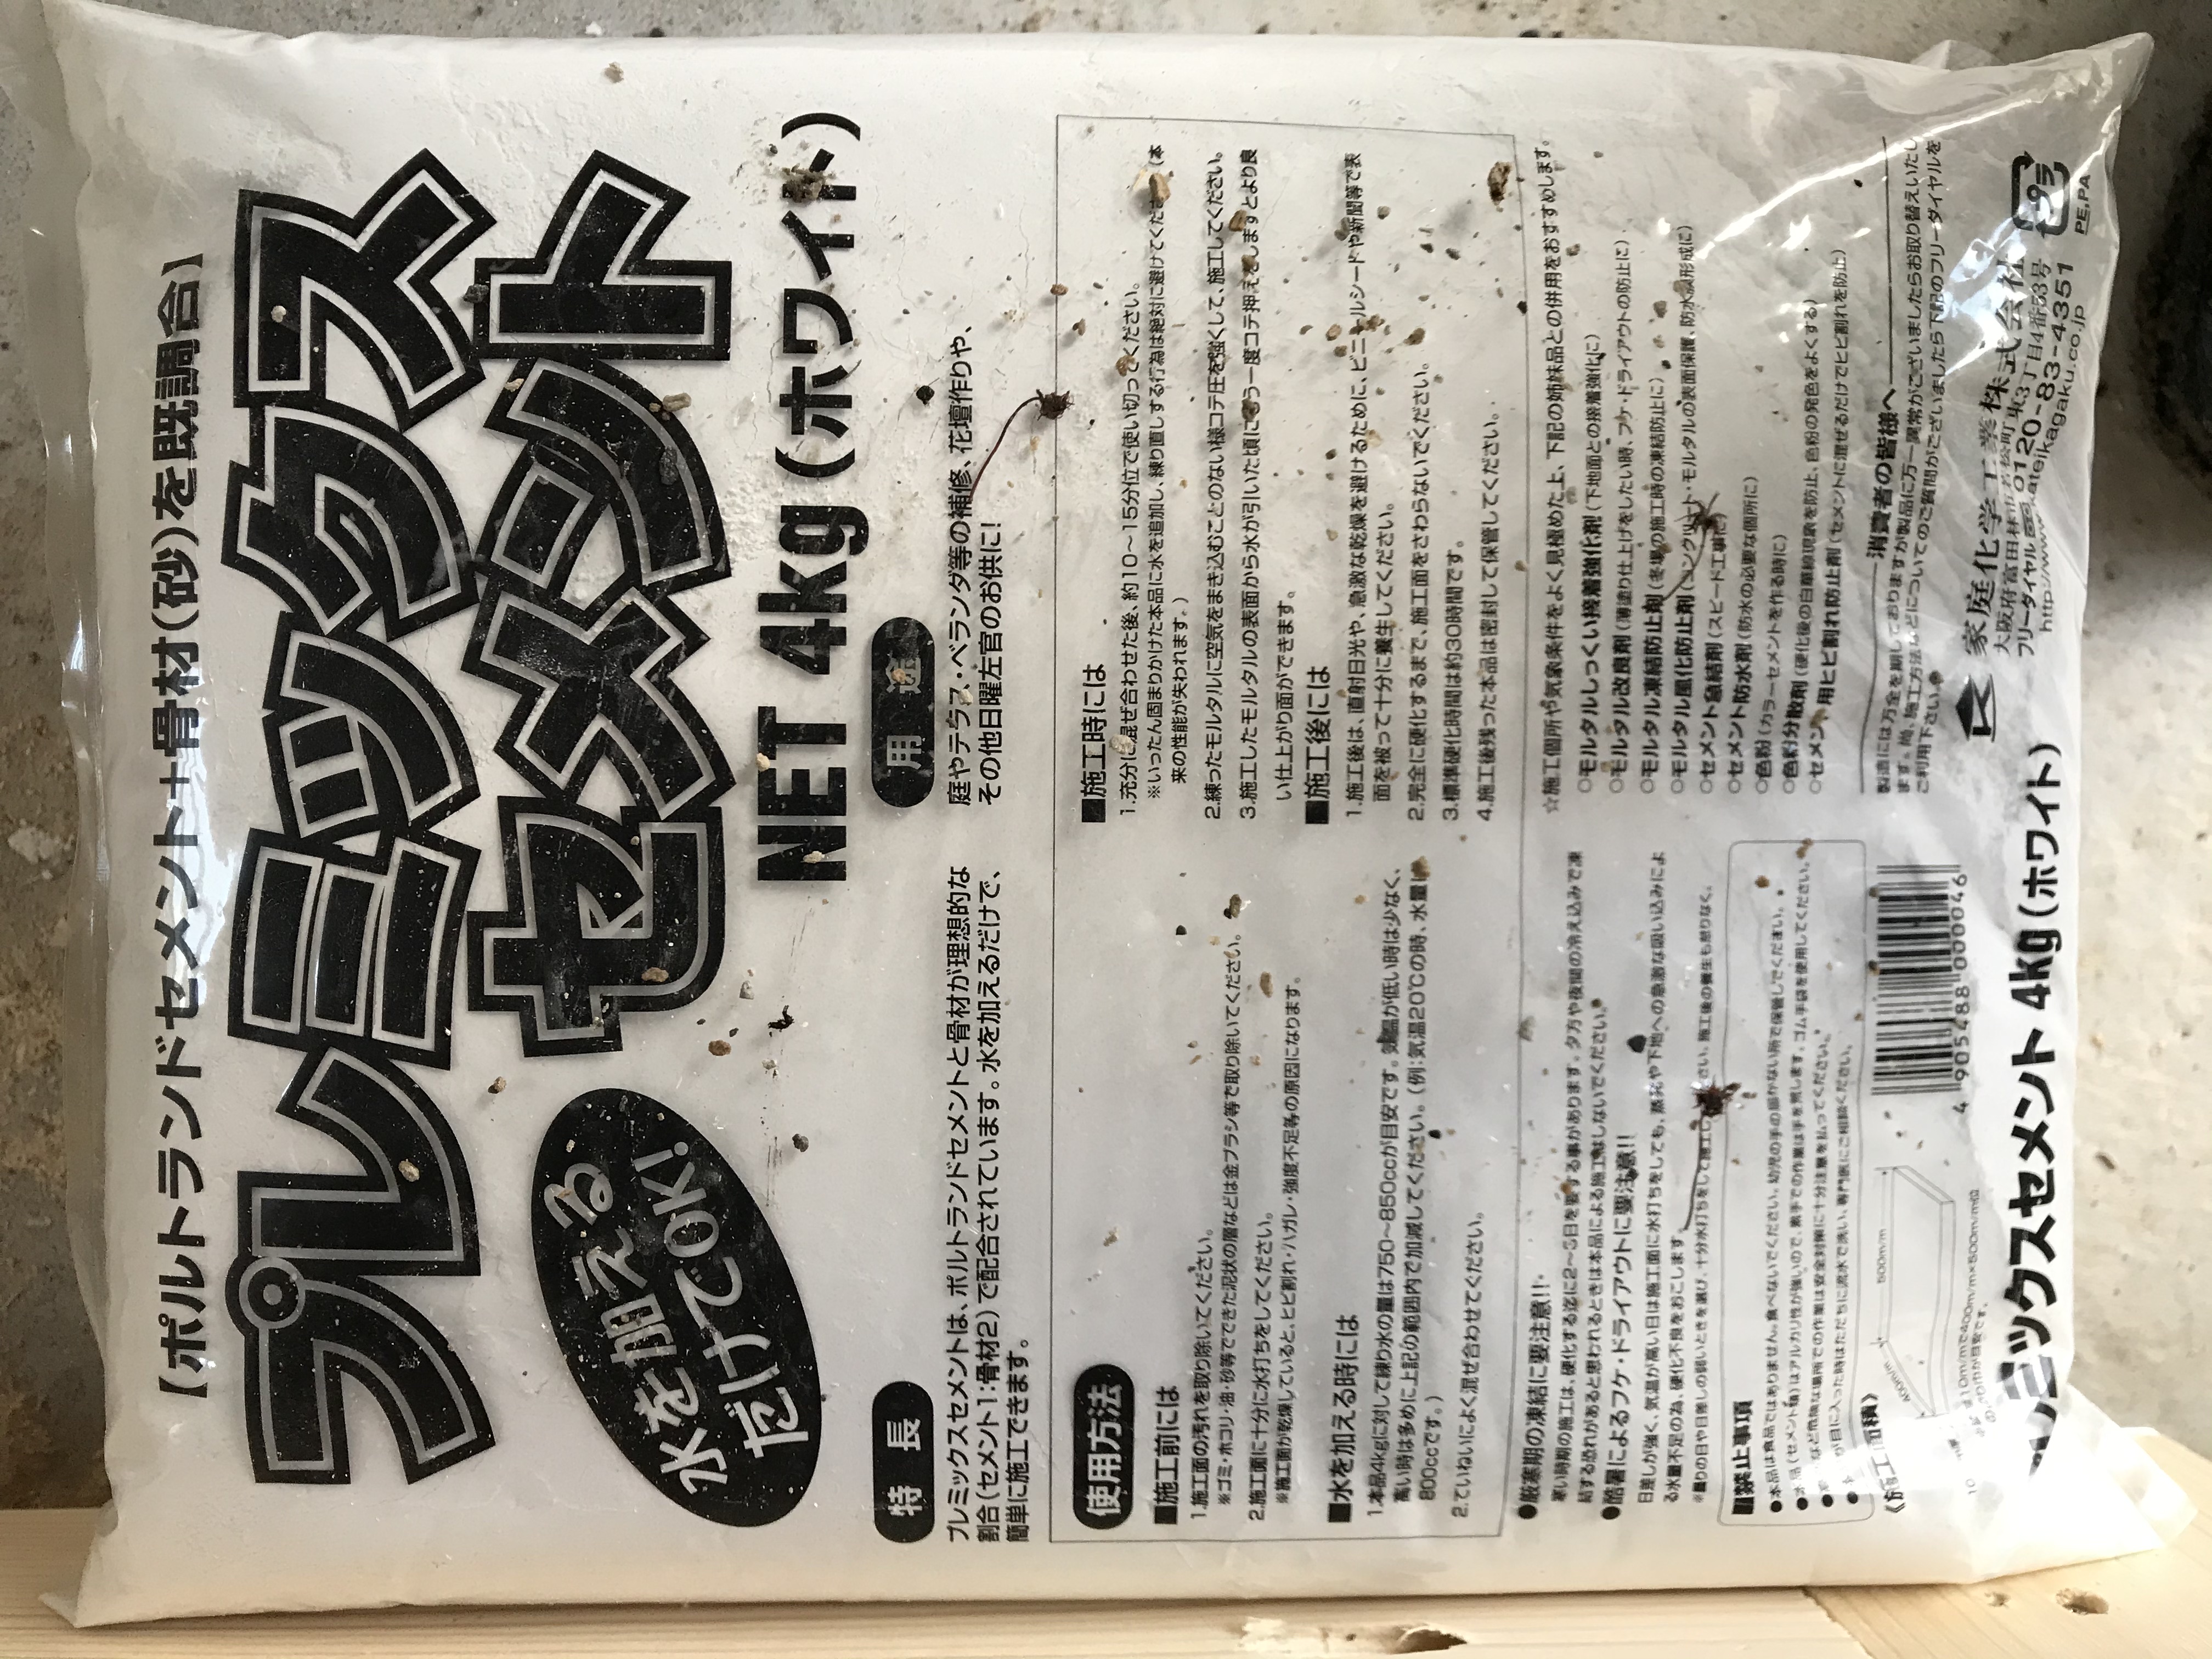 【ポルトランドセメント+骨材(砂)を既調合】
プレミックス
セメント
水を加える
だけでOK!
NET 4kg(ホワイト)
特 長
プレミックスセメントは、ポルトランドセメントと骨材が理想的な
割合(セメント1:骨材2)で配合されています。水を加えるだけで、
簡単に施工できます。
用 途
庭やテラス・ベランダ等の補修、花壇作りや、
その他日曜左官のお供に!
使用方法
■施工前には
1.施工面の汚れを取り除いてください。
※ゴミ・ホコリ・油・砂等でできた泥状の層などは金ブラシ等で取り除いてください。
2.施工面に十分に水打ちをしてください。
※施工面が乾燥していると、ヒビ割れ・ハガレ・強度不足等の原因になります。
■水を加える時には
1.本品4kgに対して練り水の量は750〜850ccが目安です。気温が低い時は少なく、
高い時は多めに上記の範囲内で加減してください。(例:気温20℃の時、水量は
800ccです。)
2.ていねいによく混ぜ合わせてください。
■施工時には
1.充分に混ぜ合わせた後、約10〜15分位で使い切ってください。
※いったん固まりかけた本品に水を追加し、練り直しする行為は絶対に避けてくださ (本
来の性能が失われます。)
2.練ったモルタルに空気をまき込むことのない様コテ圧を強くして、施工してください。
3.施工したモルタルの表面から水が引いた頃にもう一度コテ押えをしますとより良
い仕上がり面ができます。
■施工後には
1.施工後は、直射日光や、急激な乾燥を避けるために、ビニールシートや新聞等で表
面を被って十分に養生してください。
2.完全に硬化するまで、施工面をさわらないでください。
3.標準硬化時間は約30時間です。
4.施工後残った本品は密封して保管してください。
●厳寒期の凍結に要注意!!
寒い時期の施工は、硬化する迄に2〜3日を要する事があります。夕方や夜間の冷え込みで凍
結する恐れがあると思われるときは本品による施工はしないでください。
●酷暑によるフケ・ドライアウトに要注意!!
日差しが強く、気温が高い日は施工面に水打ちをしても、蒸発や下地への急激な吸い込みによ
る水量不足の為、硬化不良をおこします。
※曇りの日や日差しの弱いときを選び、十分水打ちをして施工し さい。施工後の養生も怠りなく。
■禁止事項
●本品は食品ではありません。食べないでください。幼児の手の届かない所で保管してください。
●本品(セメント類)はアルカリ性が強いので、素手での作業は手を荒します。ゴム手袋を使用してください。
● など危険な場所での作業は安全対策に十分注意を払ってください。
● が目に入った時はただちに流水で洗い、専門医にご相談ください。
《施工面積》
400m/m
500m/m
10m/mで400m/m×500m/m位
が目安です。
4 905488 000046
☆施工個所や気象条件をよく見極めた上、下記の姉妹品との併用をおすすめします。
○モルタルしっくい接着強化剤(下地面との接着強化に)
○モルタル改良剤(薄塗り仕上げをしたい時、フケ・ドライアウトの防止に)
○モルタル凍結防止剤(冬場の施工時の凍結防止に)
○モルタル風化防止剤(コンクリート・モルタルの表面保護、防水膜形成に)
○セメント急結剤(スピード工事に)
○セメント防水剤(防水の必要な個所に)
○色粉(カラーセメントを作る時に)
○色粉分散剤(硬化後の白華線現象を防止、色粉の発色をよくする)
○セメント用ヒビ割れ防止剤(セメントに混ぜるだけでヒビ割れを防止)
消費者の皆様へ
製造には万全を期しておりますが製品に万一異常がございましたらお取り替えいたし
ます。尚、施工方法などについてのご質問がございましたら下記のフリーダイヤルを
ご利用下さい。
家庭化学工業株式会社
大阪府富田林市若松町東3丁目4番53号
フリーダイヤル 0120-83-4351
http://www.kateikagaku.co.jp
プラ
PE,PA
レミックスセメント 4kg(ホワイト)